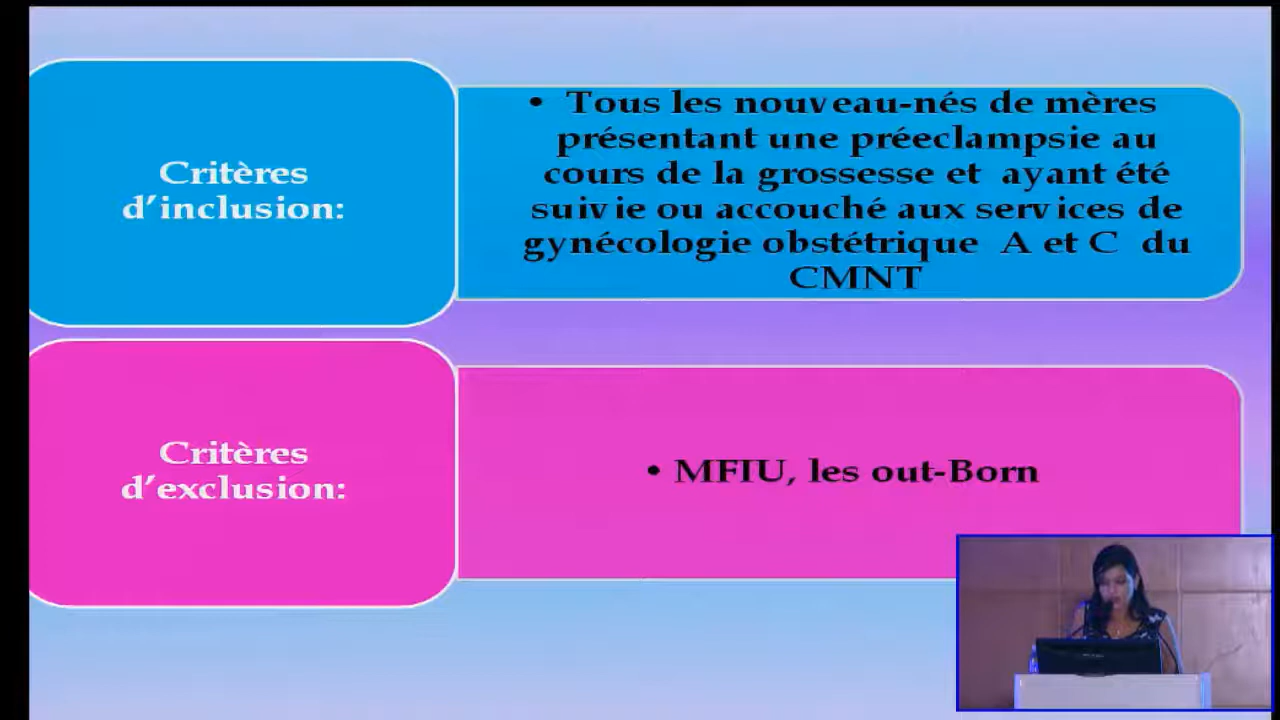 Critères
d'inclusion:
• Tous les nouveau-nés de mères
présentant une préeclampsie au
cours de la grossesse et ayant été
suivie ou accouché aux services de
gynécologie obstétrique A et C du
CMNT
Critères
d'exclusion:
• MFIU, les out-Born